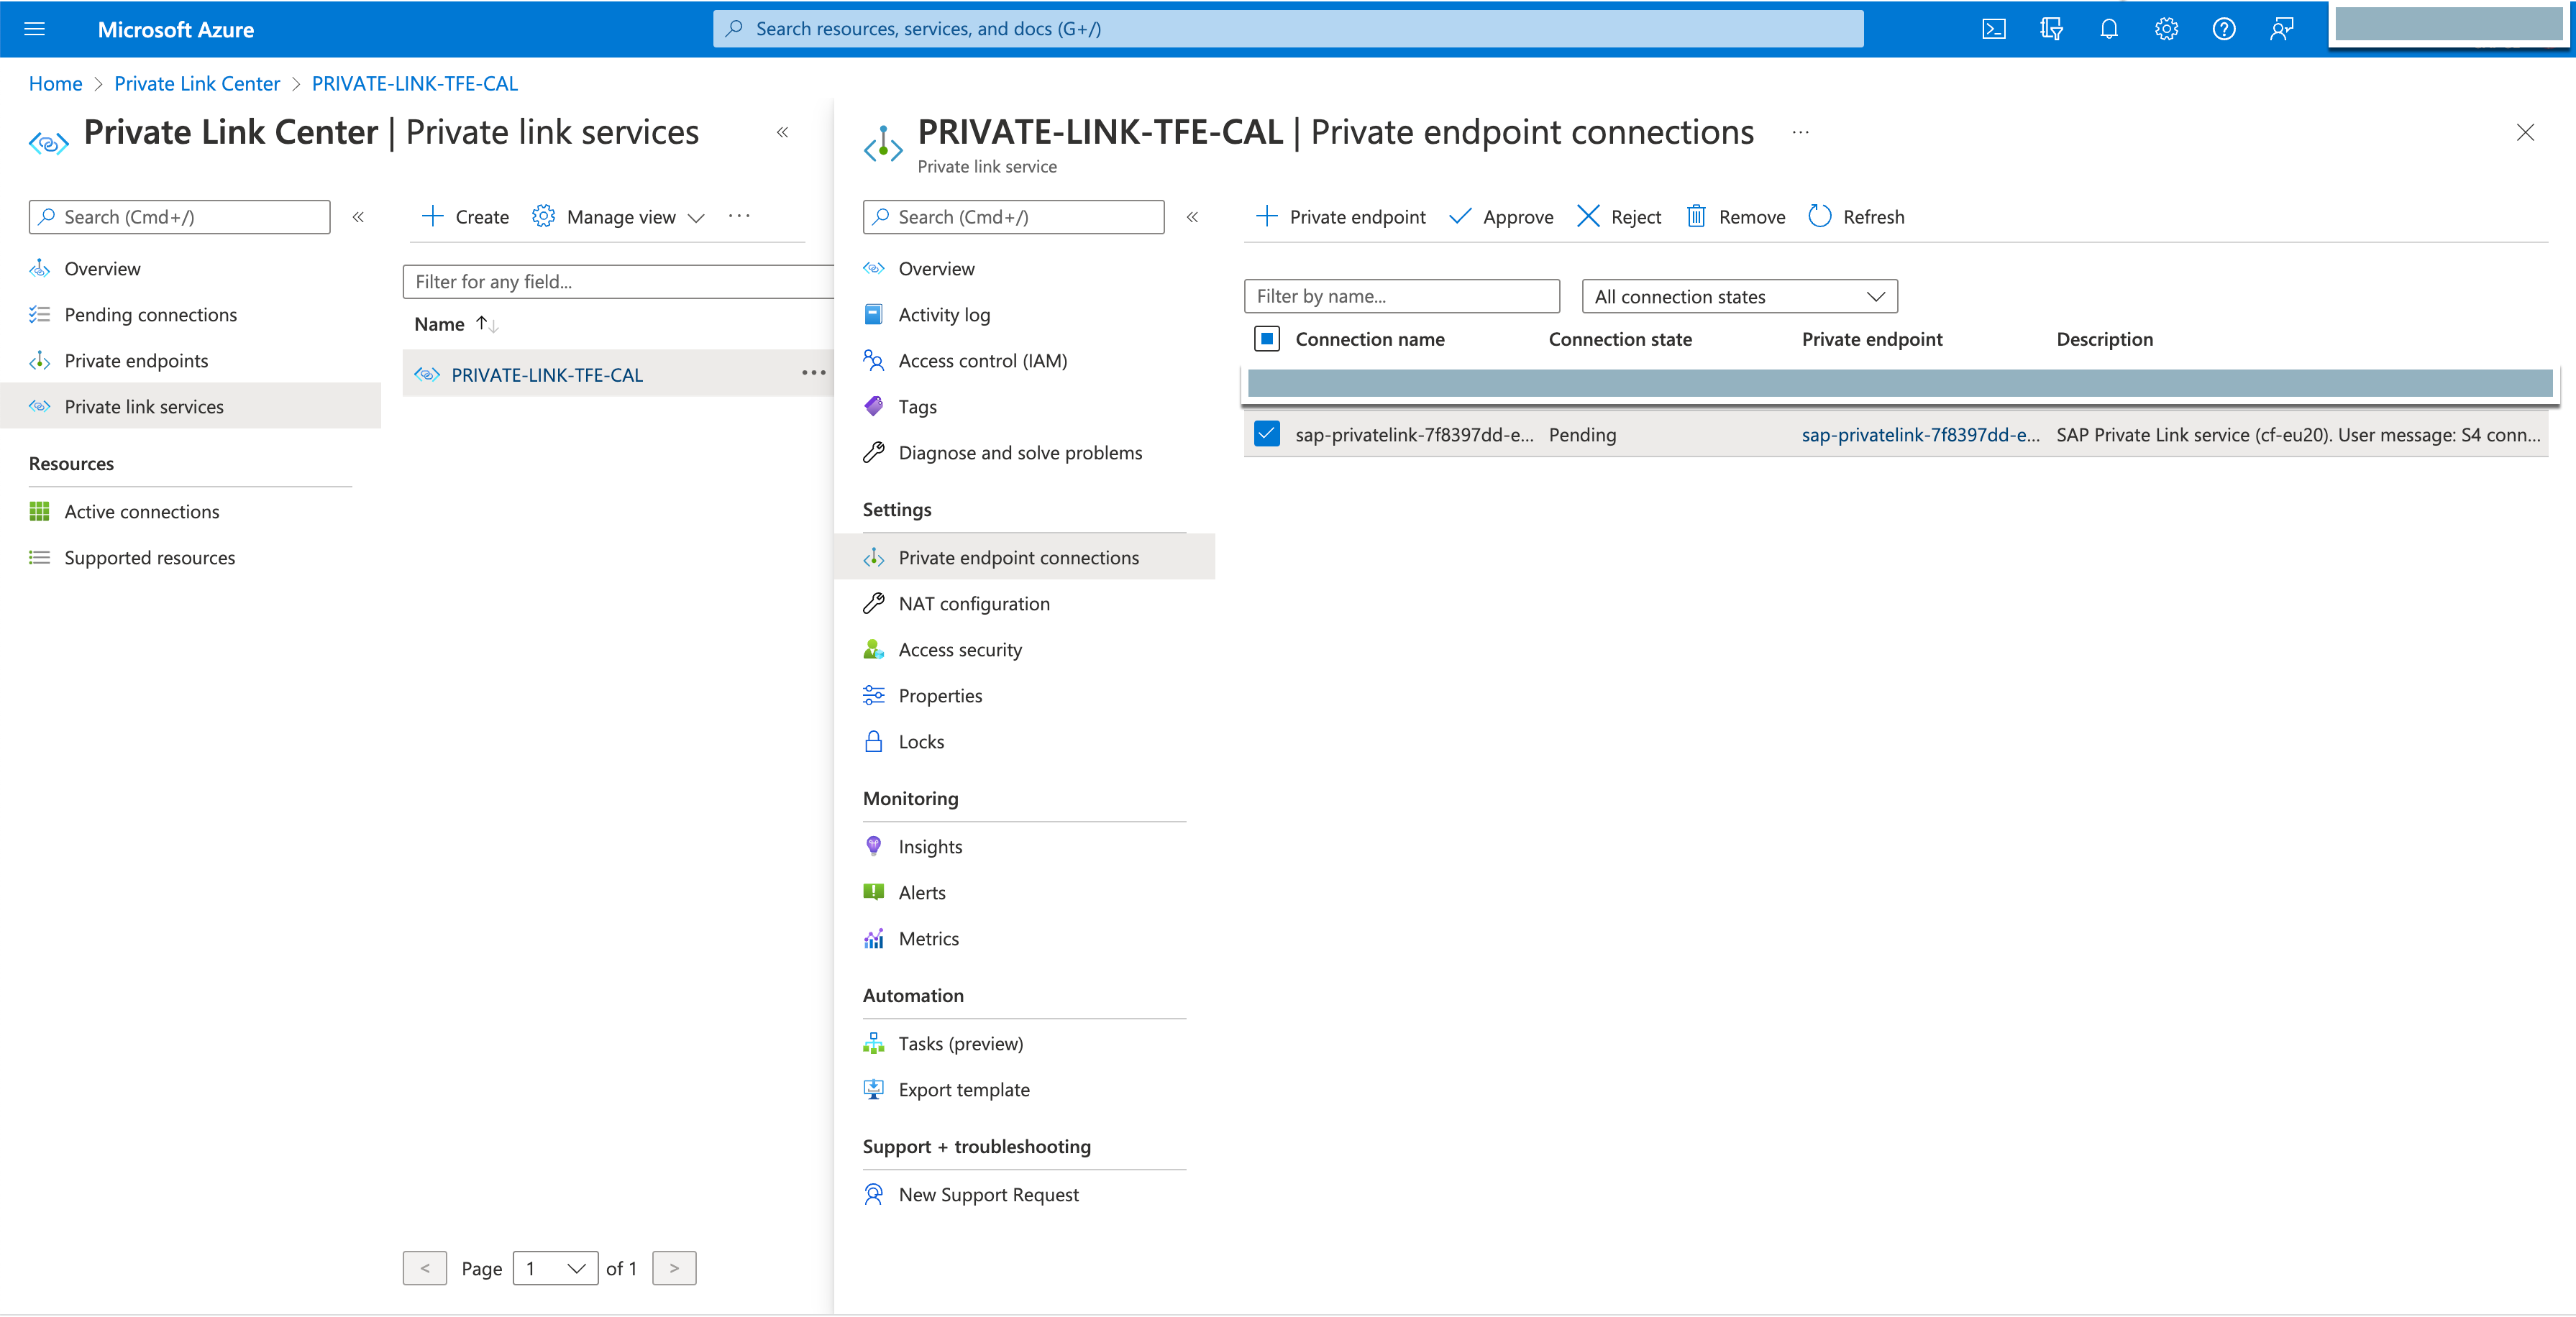 Microsoft Azure
Search resources, services, and docs (G+/)
Home > Private Link Center > PRIVATE-LINK-TFE-CAL
Private Link Center | Private link services
Search (Cmd+/)
Overview
Pending connections
Private endpoints
Private link services
Resources
Active connections
Supported resources
Create
Manage view
Filter for any field...
Name
PRIVATE-LINK-TFE-CAL
< Page 1 of 1 >
PRIVATE-LINK-TFE-CAL | Private endpoint connections
Private link service
Search (Cmd+/)
Overview
Activity log
Access control (IAM)
Tags
Diagnose and solve problems
Settings
Private endpoint connections
NAT configuration
Access security
Properties
Locks
Monitoring
Insights
Alerts
Metrics
Automation
Tasks (preview)
Export template
Support + troubleshooting
New Support Request
Private endpoint Approve Reject Remove Refresh
Filter by name...
All connection states
Connection name Connection state Private endpoint Description
sap-privatelink-7f8397dd-e... Pending sap-privatelink-7f8397dd-e... SAP Private Link service (cf-eu20). User message: S4 conn...